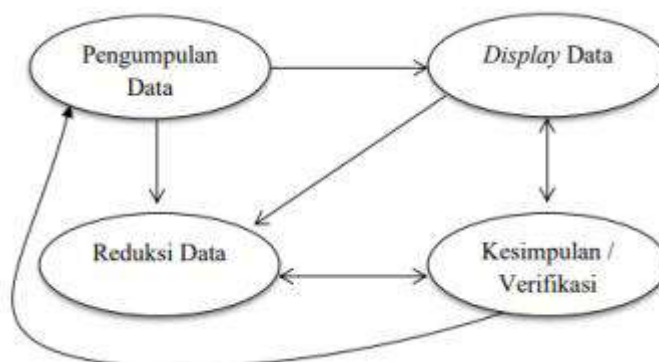 Pengumpulan
Data
Display Data
Reduksi Data
Kesimpulan /
Verifikasi